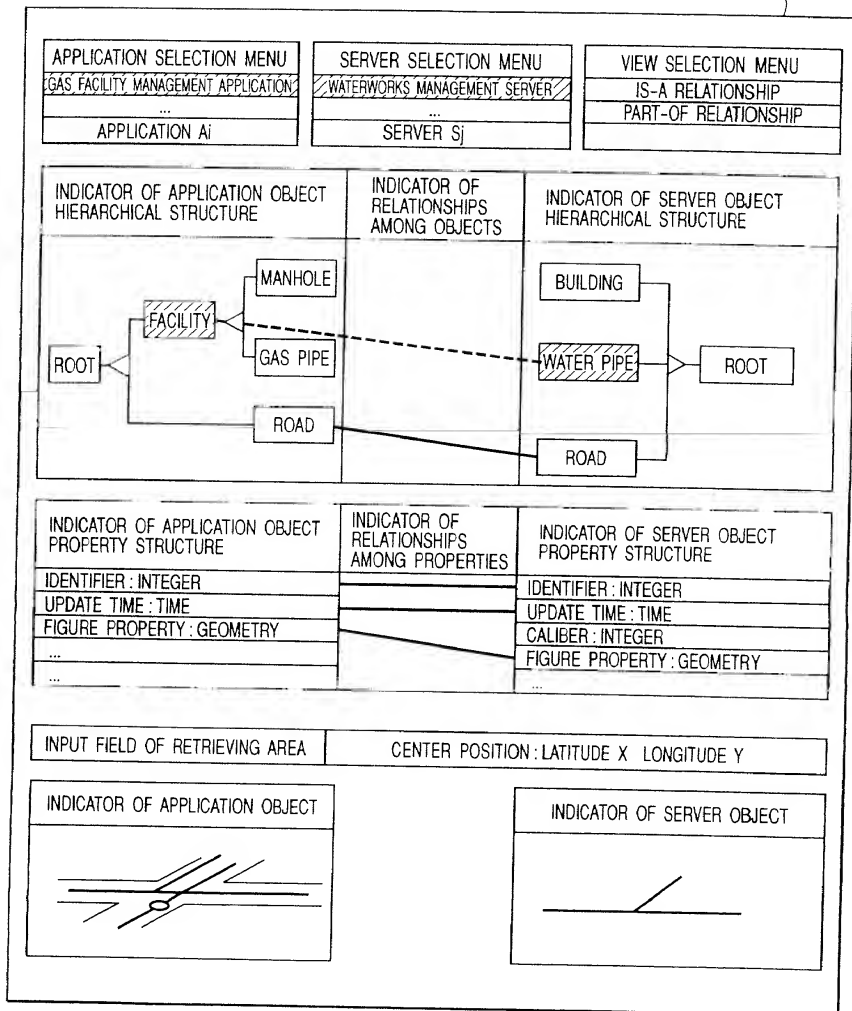 APPLICATION SELECTION MENU
GAS FACILITY MANAGEMENT APPLICATION
...
APPLICATION Ai
SERVER SELECTION MENU
WATERWORKS MANAGEMENT SERVER
...
SERVER Sj
VIEW SELECTION MENU
IS-A RELATIONSHIP
PART-OF RELATIONSHIP
INDICATOR OF APPLICATION OBJECT
HIERARCHICAL STRUCTURE
INDICATOR OF
RELATIONSHIPS
AMONG OBJECTS
INDICATOR OF SERVER OBJECT
HIERARCHICAL STRUCTURE
MANHOLE
FACILITY
GAS PIPE
ROOT
ROAD
BUILDING
WATER PIPE
ROOT
ROAD
INDICATOR OF APPLICATION OBJECT
PROPERTY STRUCTURE
IDENTIFIER : INTEGER
UPDATE TIME : TIME
FIGURE PROPERTY : GEOMETRY
...
...
INDICATOR OF
RELATIONSHIPS
AMONG PROPERTIES
INDICATOR OF SERVER OBJECT
PROPERTY STRUCTURE
IDENTIFIER : INTEGER
UPDATE TIME : TIME
CALIBER : INTEGER
FIGURE PROPERTY : GEOMETRY
...
INPUT FIELD OF RETRIEVING AREA
CENTER POSITION : LATITUDE X LONGITUDE Y
INDICATOR OF APPLICATION OBJECT
INDICATOR OF SERVER OBJECT